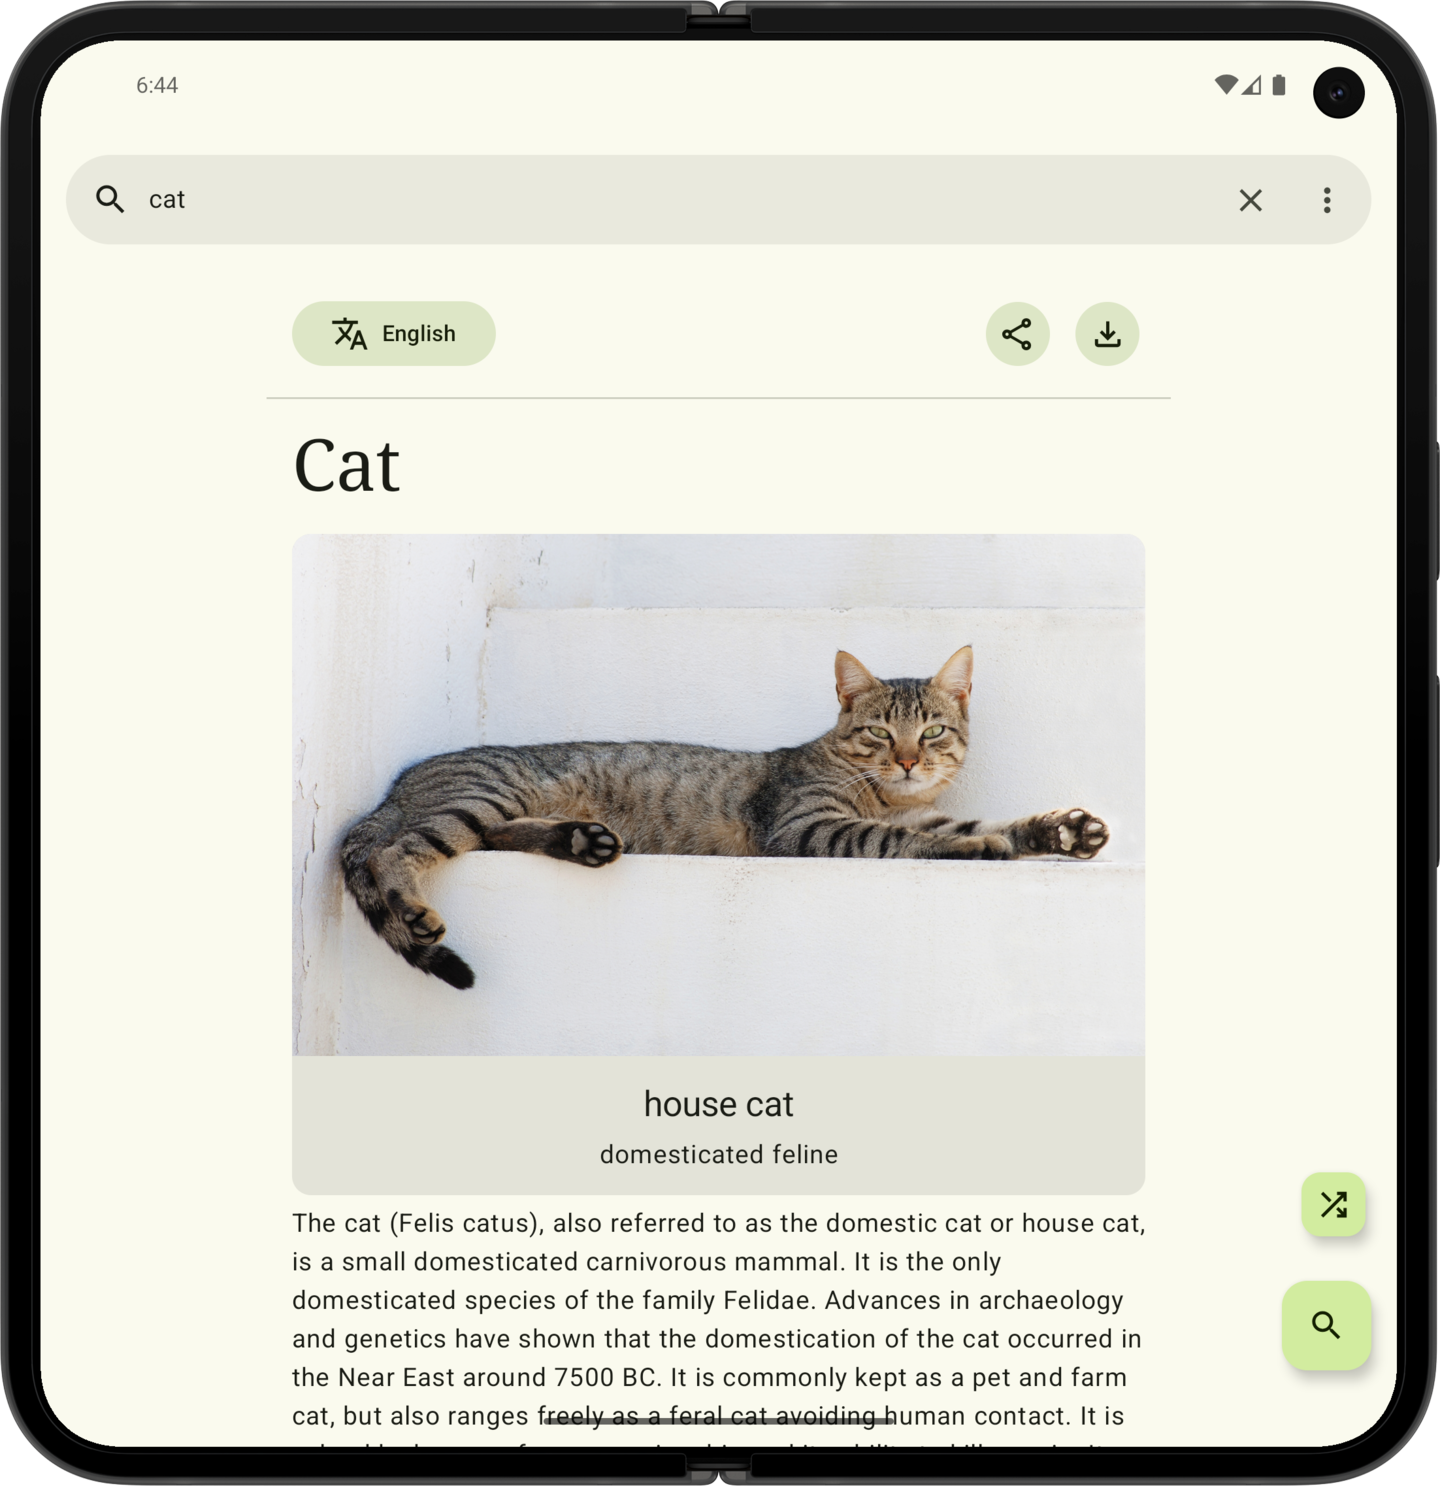 6:44
cat
English
Cat
house cat
domesticated feline
The cat (Felis catus), also referred to as the domestic cat or house cat,
is a small domesticated carnivorous mammal. It is the only
domesticated species of the family Felidae. Advances in archaeology
and genetics have shown that the domestication of the cat occurred in
the Near East around 7500 BC. It is commonly kept as a pet and farm
cat, but also ranges freely as a feral cat avoiding human contact. It is